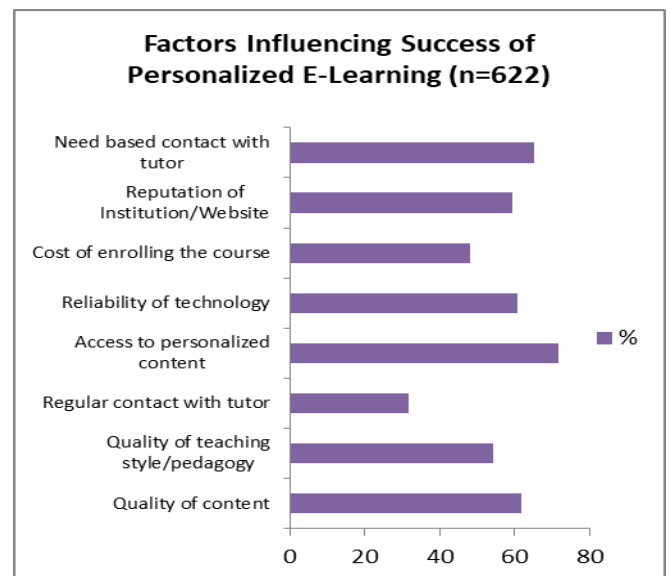 Factors Influencing Success of
Personalized E-Learning (n=622)
Need based contact with
tutor
Reputation of
Institution/Website
Cost of enrolling the course
Reliability of technology
Access to personalized
content
Regular contact with tutor
Quality of teaching
style/pedagogy
Quality of content
%
0 20 40 60 80